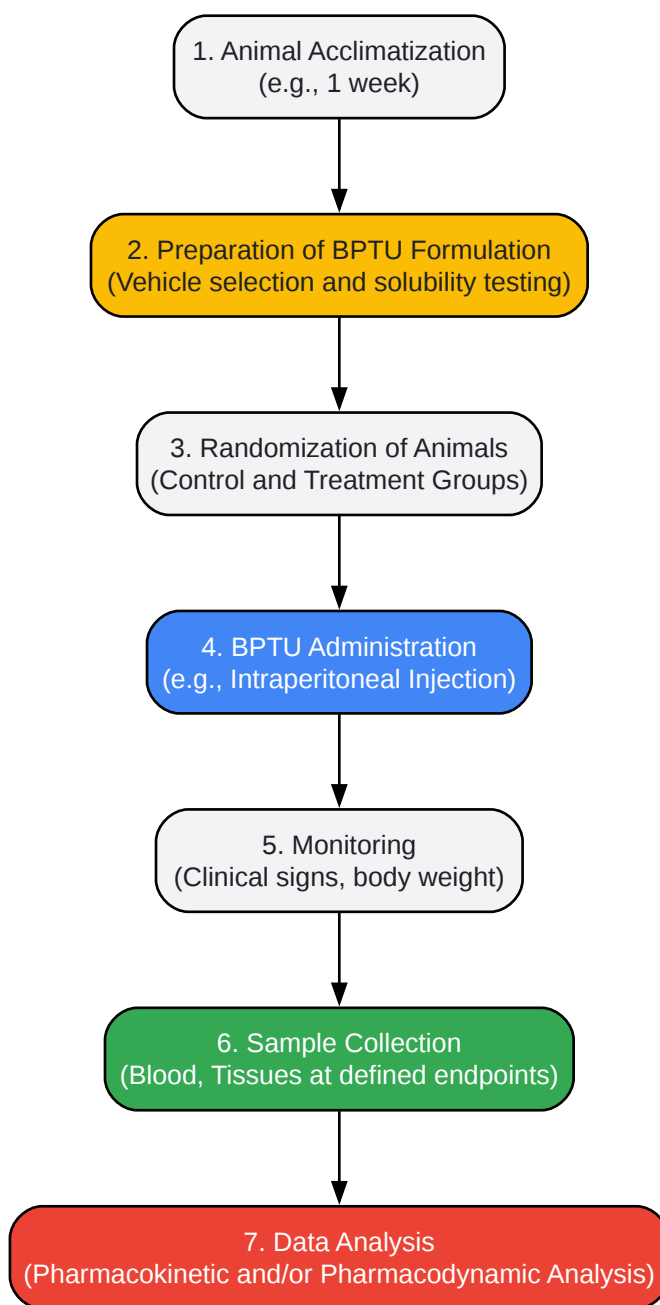 1. Animal Acclimatization
(e.g., 1 week)
2. Preparation of BPTU Formulation
(Vehicle selection and solubility testing)
3. Randomization of Animals
(Control and Treatment Groups)
4. BPTU Administration
(e.g., Intraperitoneal Injection)
5. Monitoring
(Clinical signs, body weight)
6. Sample Collection
(Blood, Tissues at defined endpoints)
7. Data Analysis
(Pharmacokinetic and/or Pharmacodynamic Analysis)